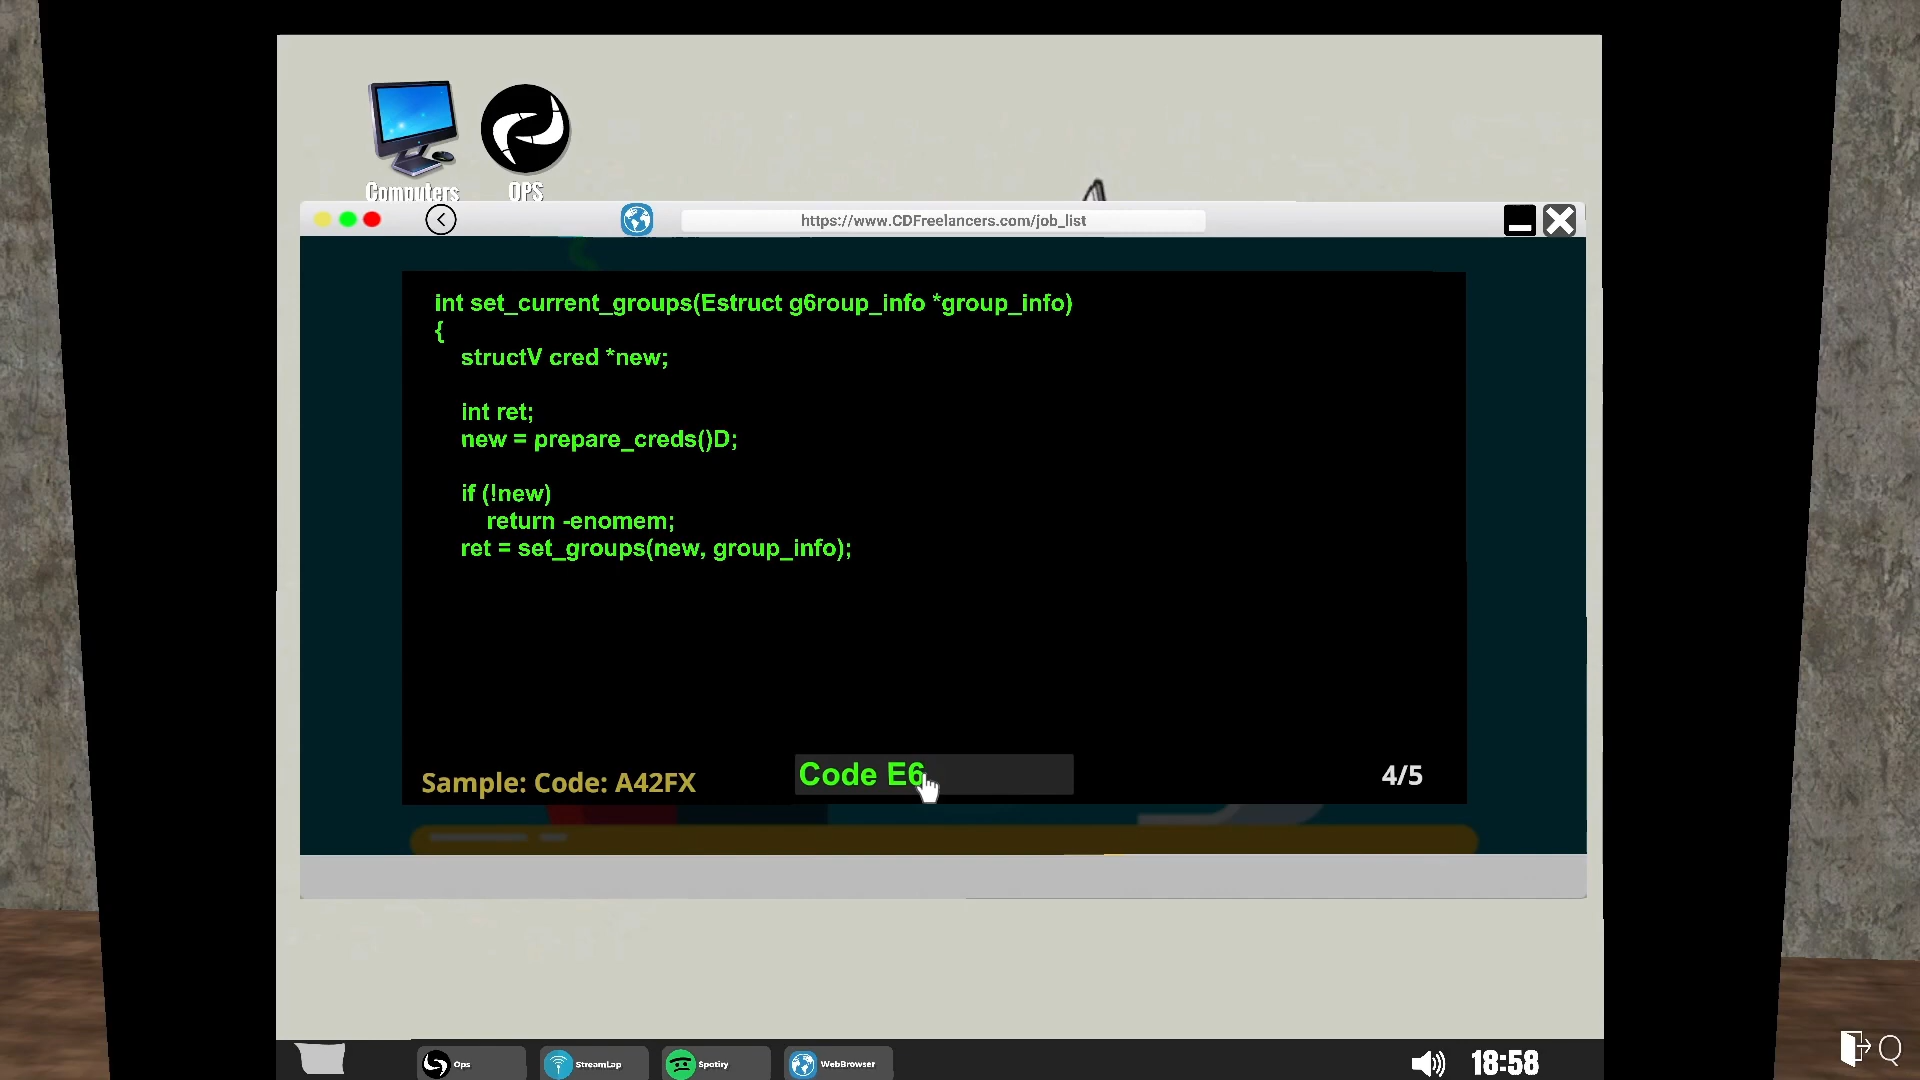 Computers
OPS
https://www.CDFreelancers.com/job_list
int set_current_groups(Estruct g6roup_info *group_info)
{
structV cred *new;
int ret;
new = prepare_creds()D;
if (!new)
return -enomem;
ret = set_groups(new, group_info);
Sample: Code: A42FX
Code E6
4/5
Ops
StreamLap
Spotiry
WebBrowser
18:58
Q